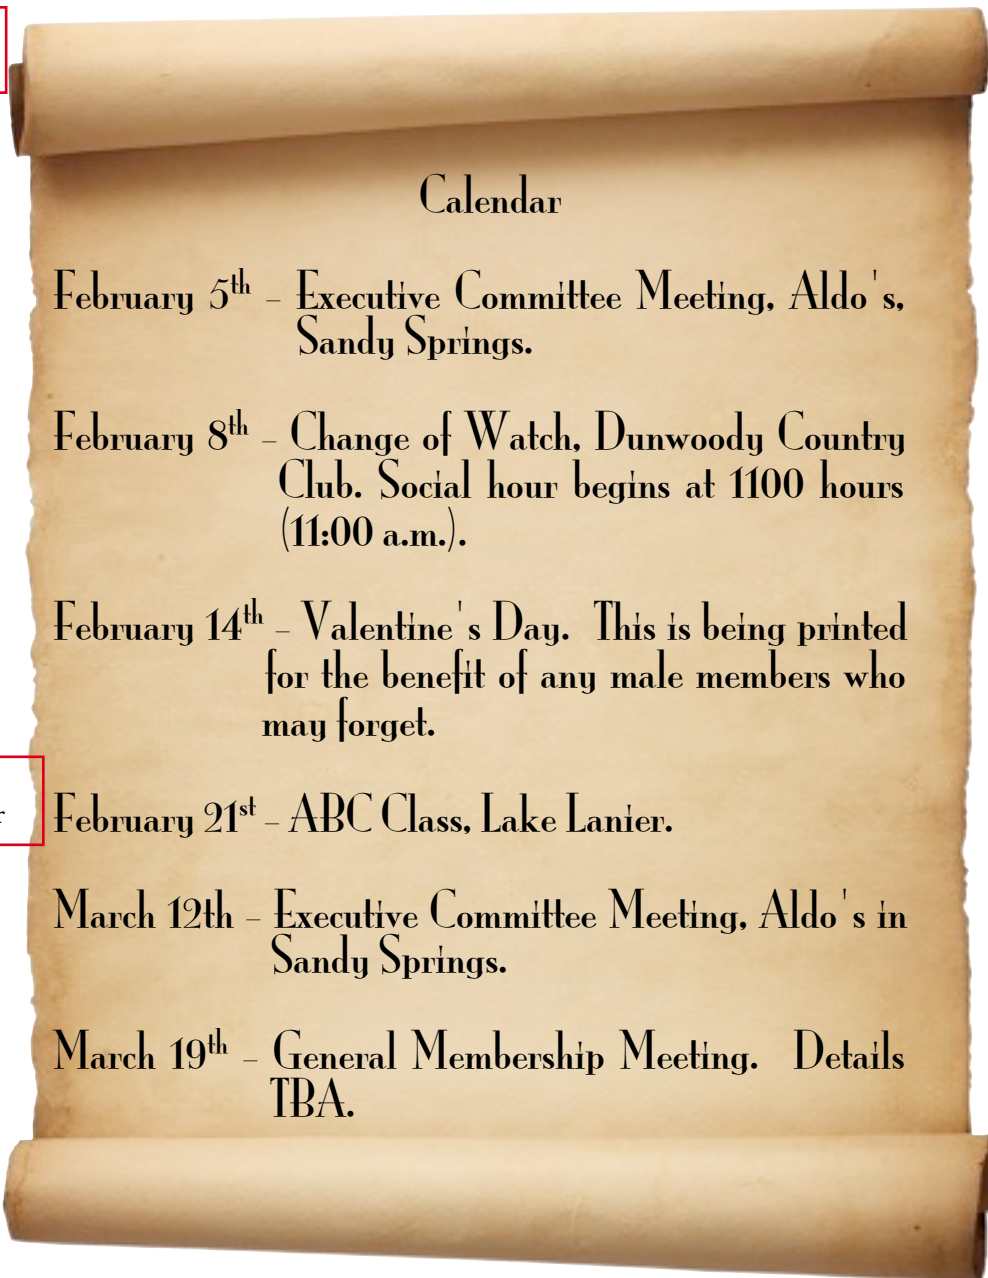 Calendar
February 5th – Executive Committee Meeting, Aldo's,
Sandy Springs.
February 8th – Change of Watch, Dunwoody Country
Club. Social hour begins at 1100 hours
(11:00 a.m.).
February 14th – Valentine's Day. This is being printed
for the benefit of any male members who
may forget.
r
February 21st – ABC Class, Lake Lanier.
March 12th – Executive Committee Meeting, Aldo's in
Sandy Springs.
March 19th – General Membership Meeting. Details
TBA.